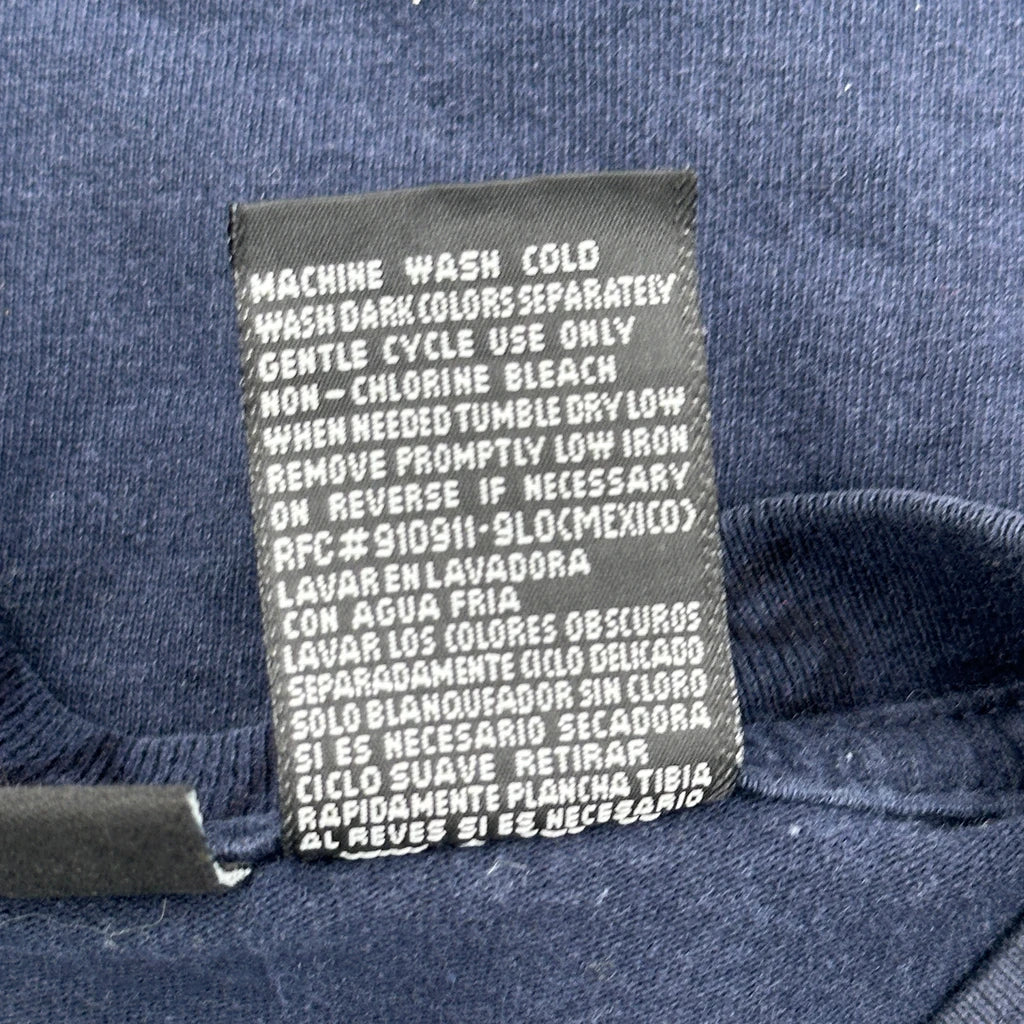 MACHINE WASH COLD
WASH DARK COLORS SEPARATELY
GENTLE CYCLE USE ONLY
NON-CHLORINE BLEACH
WHEN NEEDED TUMBLE DRY LOW
REMOVE PROMPTLY LOW IRON
ON REVERSE IF NECESSARY
RFC#910911-9L0(MEXICO)
LAVAR EN LAVADORA
CON AGUA FRIA
LAVAR LOS COLORES OBSCUROS
SEPARADAMENTE CICLO DELICADO
SOLO BLANQUEADOR SIN CLORO
SI ES NECESARIO SECADORA
CICLO SUAVE RETIRAR
RAPIDAMENTE PLANCHA TIBIA
AL REVES SI ES NECESARIO